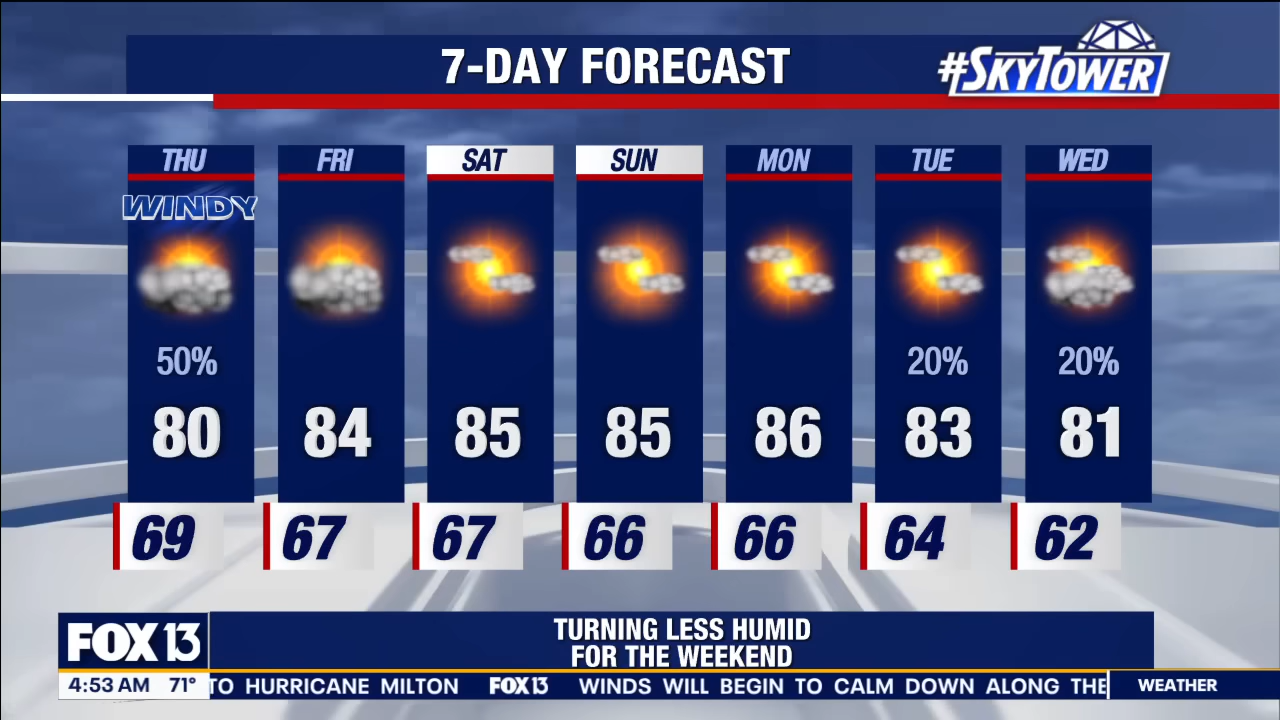 7-DAY FORECAST
#SKYTOWER
THU FRI SAT SUN MON TUE WED
WINDY
50% 20% 20%
80 84 85 85 86 83 81
69 67 67 66 66 64 62
FOX 13
TURNING LESS HUMID
FOR THE WEEKEND
4:53 AM 71° TO HURRICANE MILTON FOX 13 WINDS WILL BEGIN TO CALM DOWN ALONG THE WEATHER